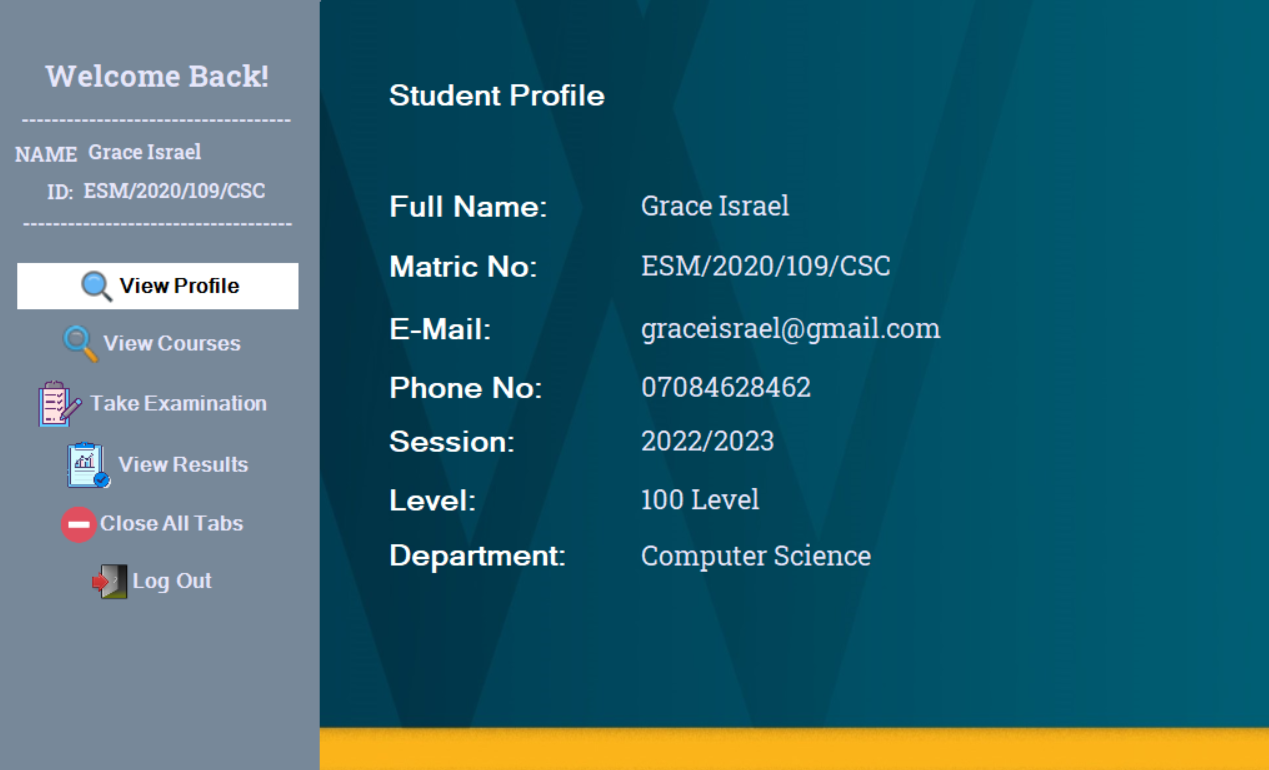 Welcome Back!
------------------------------------
NAME Grace Israel
ID: ESM/2020/109/CSC
------------------------------------
View Profile
View Courses
Take Examination
View Results
Close All Tabs
Log Out
Student Profile
Full Name: Grace Israel
Matric No: ESM/2020/109/CSC
E-Mail: graceisrael@gmail.com
Phone No: 07084628462
Session: 2022/2023
Level: 100 Level
Department: Computer Science